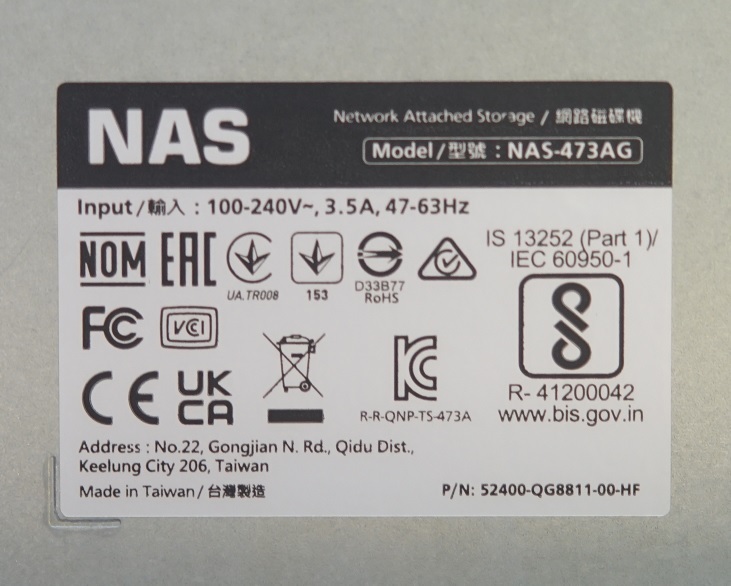 NAS
Network Attached Storage / 網路磁碟機
Model/型號 : NAS-473AG
Input/輸入 : 100-240V~, 3.5A, 47-63Hz
NOM EAC
UA.TR008
153
D33B77
RoHS
IS 13252 (Part 1)/
IEC 60950-1
FC VCI
CE UK
CA
R-R-QNP-TS-473A
R- 41200042
www.bis.gov.in
Address : No.22, Gongjian N. Rd., Qidu Dist.,
Keelung City 206, Taiwan
Made in Taiwan/台灣製造
P/N: 52400-QG8811-00-HF